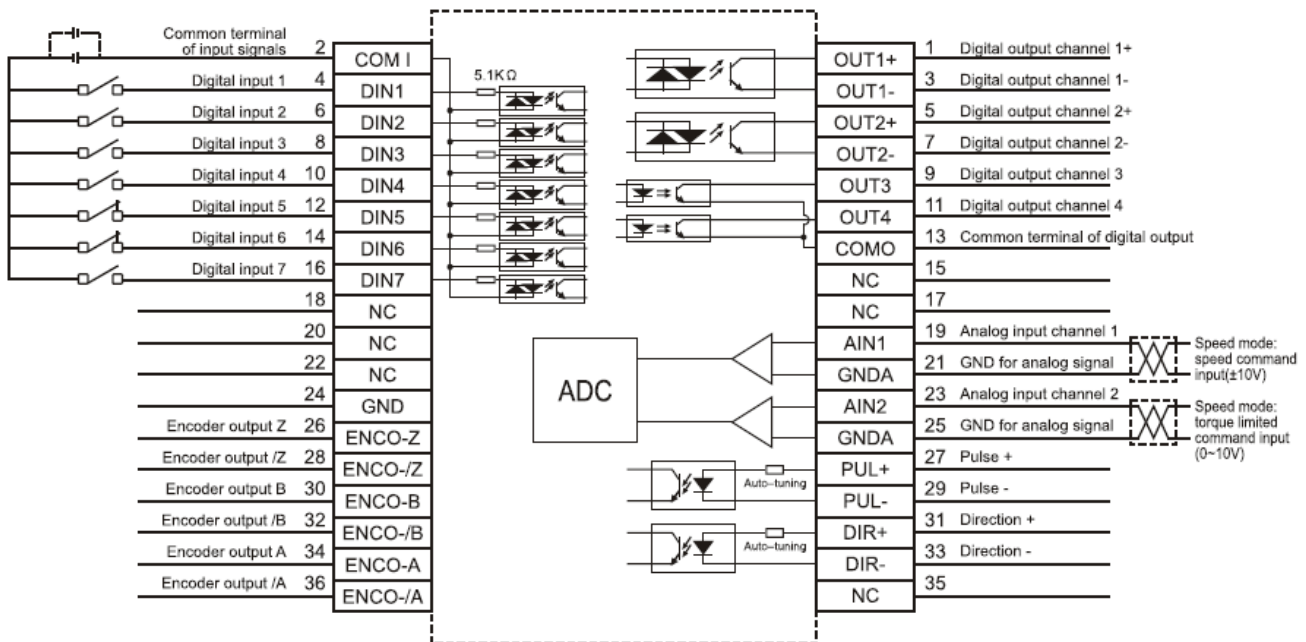 Common terminal
of input signals 2 COM I
Digital input 1 4 DIN1
Digital input 2 6 DIN2
Digital input 3 8 DIN3
Digital input 4 10 DIN4
Digital input 5 12 DIN5
Digital input 6 14 DIN6
Digital input 7 16 DIN7
18 NC
20 NC
22 NC
24 GND
Encoder output Z 26 ENCO-Z
Encoder output /Z 28 ENCO-/Z
Encoder output B 30 ENCO-B
Encoder output /B 32 ENCO-/B
Encoder output A 34 ENCO-A
Encoder output /A 36 ENCO-/A
5.1KΩ
ADC
Auto-tuning
Auto-tuning
OUT1+ 1 Digital output channel 1+
OUT1- 3 Digital output channel 1-
OUT2+ 5 Digital output channel 2+
OUT2- 7 Digital output channel 2-
OUT3 9 Digital output channel 3
OUT4 11 Digital output channel 4
COMO 13 Common terminal of digital output
NC 15
NC 17
AIN1 19 Analog input channel 1
GNDA 21 GND for analog signal
AIN2 23 Analog input channel 2
GNDA 25 GND for analog signal
PUL+ 27 Pulse +
PUL- 29 Pulse -
DIR+ 31 Direction +
DIR- 33 Direction -
NC 35
Speed mode:
speed command
input(±10V)
Speed mode:
torque limited
command input
(0~10V)